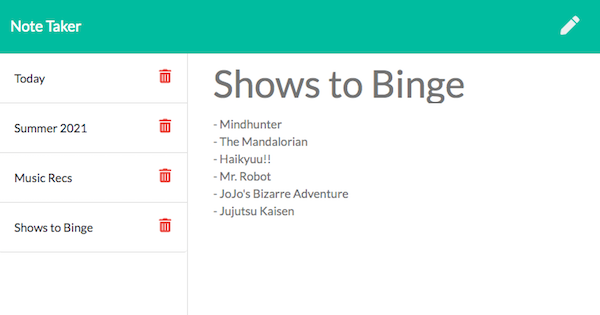 Note Taker
Today
Summer 2021
Music Recs
Shows to Binge
Shows to Binge
- Mindhunter
- The Mandalorian
- Haikyuu!!
- Mr. Robot
- JoJo's Bizarre Adventure
- Jujutsu Kaisen